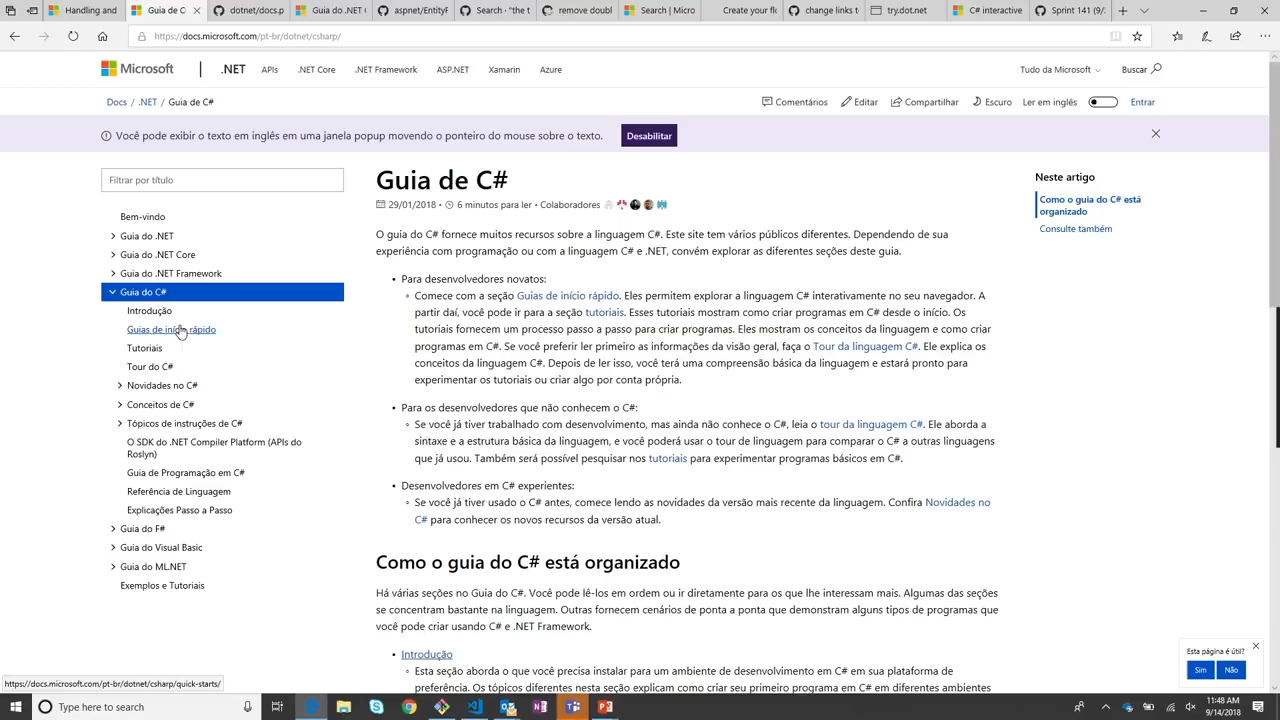 Handling and
Guia de C#
dotnet/docs.p
Guia do .NET C
aspnet/EntityF
Search · "the t
remove doubl
Search | Micro
Create your flo
change links to
try.dot.net
C# interactive
Sprint 141 (9/
https://docs.microsoft.com/pt-br/dotnet/csharp/
Microsoft
.NET
APIs
.NET Core
.NET Framework
ASP.NET
Xamarin
Azure
Tudo da Microsoft
Buscar
Docs / .NET / Guia de C#
Comentários
Editar
Compartilhar
Escuro
Ler em inglês
Entrar
Você pode exibir o texto em inglês em uma janela popup movendo o ponteiro do mouse sobre o texto.
Desabilitar
Filtrar por título
Bem-vindo
Guia do .NET
Guia do .NET Core
Guia do .NET Framework
Guia do C#
Introdução
Guias de início rápido
Tutoriais
Tour do C#
Novidades no C#
Conceitos de C#
Tópicos de instruções de C#
O SDK do .NET Compiler Platform (APIs do
Roslyn)
Guia de Programação em C#
Referência de Linguagem
Explicações Passo a Passo
Guia do F#
Guia do Visual Basic
Guia do ML.NET
Exemplos e Tutoriais
Guia de C#
29/01/2018 • 6 minutos para ler • Colaboradores
O guia do C# fornece muitos recursos sobre a linguagem C#. Este site tem vários públicos diferentes. Dependendo de sua
experiência com programação ou com a linguagem C# e .NET, convém explorar as diferentes seções deste guia.
• Para desenvolvedores novatos:
◦ Comece com a seção Guias de início rápido. Eles permitem explorar a linguagem C# interativamente no seu navegador. A
partir daí, você pode ir para a seção tutoriais. Esses tutoriais mostram como criar programas em C# desde o início. Os
tutoriais fornecem um processo passo a passo para criar programas. Eles mostram os conceitos da linguagem e como criar
programas em C#. Se você preferir ler primeiro as informações da visão geral, faça o Tour da linguagem C#. Ele explica os
conceitos da linguagem C#. Depois de ler isso, você terá uma compreensão básica da linguagem e estará pronto para
experimentar os tutoriais ou criar algo por conta própria.
• Para os desenvolvedores que não conhecem o C#:
◦ Se você já tiver trabalhado com desenvolvimento, mas ainda não conhece o C#, leia o tour da linguagem C#. Ele aborda a
sintaxe e a estrutura básica da linguagem, e você poderá usar o tour de linguagem para comparar o C# a outras linguagens
que já usou. Também será possível pesquisar nos tutoriais para experimentar programas básicos em C#.
• Desenvolvedores em C# experientes:
◦ Se você já tiver usado o C# antes, comece lendo as novidades da versão mais recente da linguagem. Confira Novidades no
C# para conhecer os novos recursos da versão atual.
Como o guia do C# está organizado
Há várias seções no Guia do C#. Você pode lê-los em ordem ou ir diretamente para os que lhe interessam mais. Algumas das seções
se concentram bastante na linguagem. Outras fornecem cenários de ponta a ponta que demonstram alguns tipos de programas que
você pode criar usando C# e .NET Framework.
• Introdução
◦ Esta seção aborda o que você precisa instalar para um ambiente de desenvolvimento em C# em sua plataforma de
preferência. Os tópicos diferentes nesta seção explicam como criar seu primeiro programa em C# em diferentes ambientes
Neste artigo
Como o guia do C# está
organizado
Consulte também
Esta página é útil?
Sim
Não
https://docs.microsoft.com/pt-br/dotnet/csharp/quick-starts/
Type here to search
11:48 AM
9/14/2018